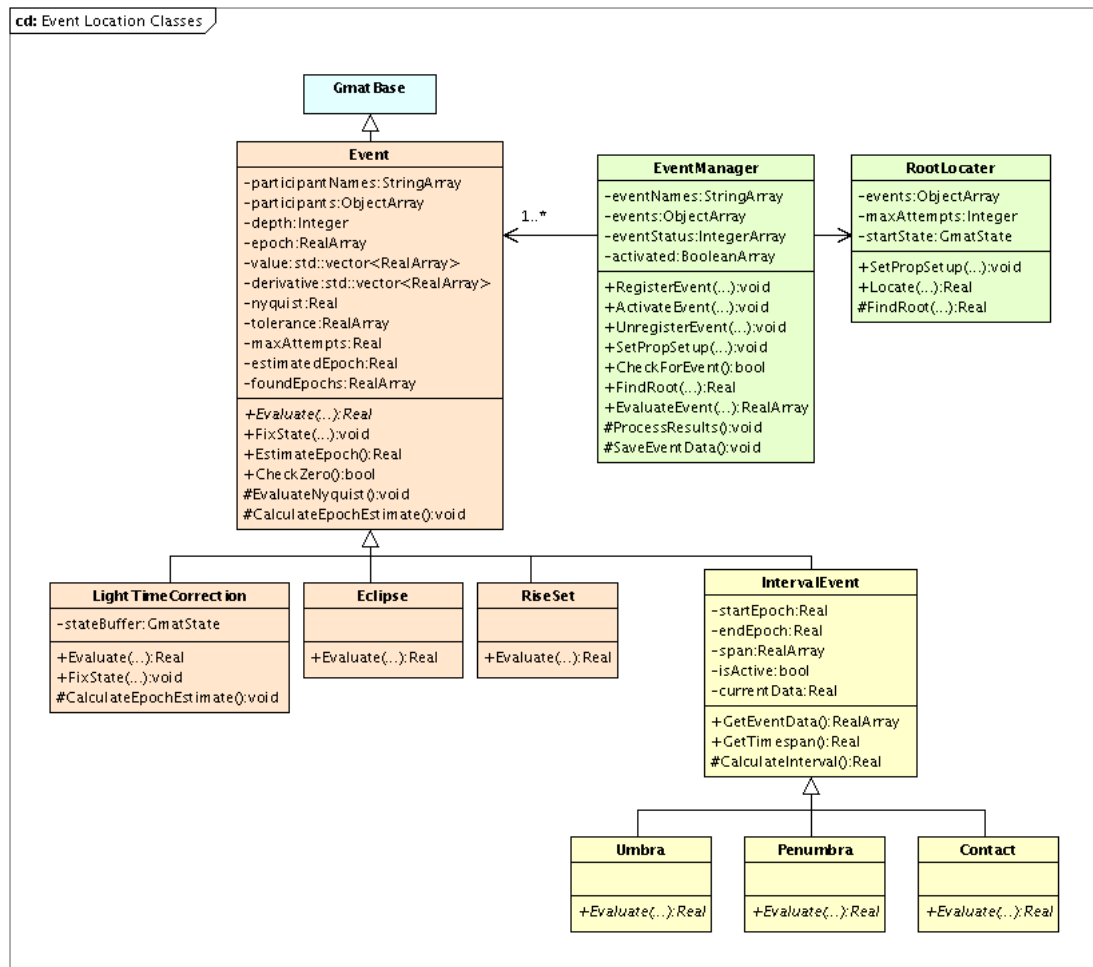 cd: Event Location Classes
GmatBase
Event
-participantNames:StringArray
-participants:ObjectArray
-depth:Integer
-epoch:RealArray
-value:std::vector<RealArray>
-derivative:std::vector<RealArray>
-nyquist:Real
-tolerance:RealArray
-maxAttempts:Real
-estimatedEpoch:Real
-foundEpochs:RealArray
+Evaluate(...):Real
+FixState(...):void
+EstimateEpoch():Real
+CheckZero():bool
#EvaluateNyquist():void
#CalculateEpochEstimate():void
1..*
EventManager
-eventNames:StringArray
-events:ObjectArray
-eventStatus:IntegerArray
-activated:BooleanArray
+RegisterEvent(...):void
+ActivateEvent(...):void
+UnregisterEvent(...):void
+SetPropSetup(...):void
+CheckForEvent():bool
+FindRoot(...):Real
+EvaluateEvent(...):RealArray
#ProcessResults():void
#SaveEventData():void
RootLocater
-events:ObjectArray
-maxAttempts:Integer
-startState:GmatState
+SetPropSetup(...):void
+Locate(...):Real
#FindRoot(...):Real
LightTimeCorrection
-stateBuffer:GmatState
+Evaluate(...):Real
+FixState(...):void
#CalculateEpochEstimate():void
Eclipse
+Evaluate(...):Real
RiseSet
+Evaluate(...):Real
IntervalEvent
-startEpoch:Real
-endEpoch:Real
-span:RealArray
-isActive:bool
-currentData:Real
+GetEventData():RealArray
+GetTimespan():Real
#CalculateInterval():Real
Umbra
+Evaluate(...):Real
Penumbra
+Evaluate(...):Real
Contact
+Evaluate(...):Real